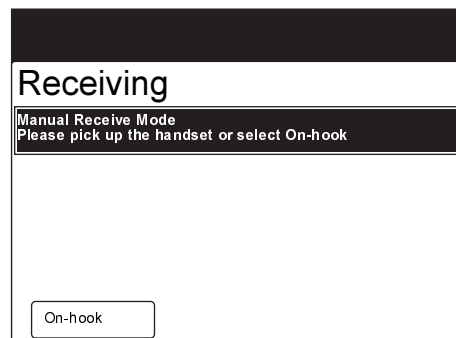 Receiving
Manual Receive Mode
Please pick up the handset or select On-hook
On-hook